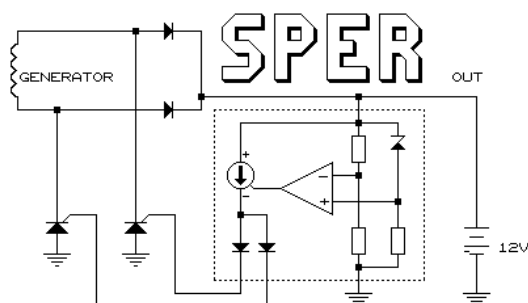 SPER
GENERATOR
OUT
+
−
−
+
12V